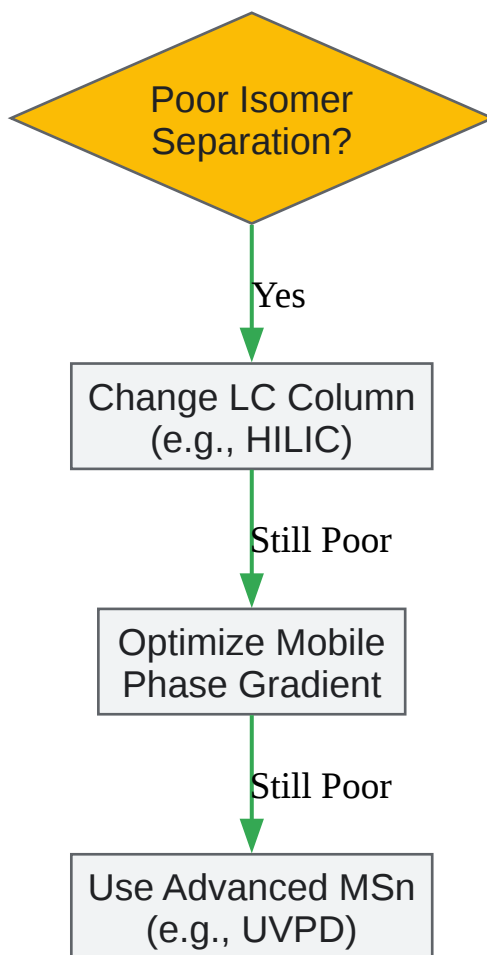 Poor Isomer
Separation?
Yes
Change LC Column
(e.g., HILIC)
Still Poor
Optimize Mobile
Phase Gradient
Still Poor
Use Advanced MSn
(e.g., UVPD)